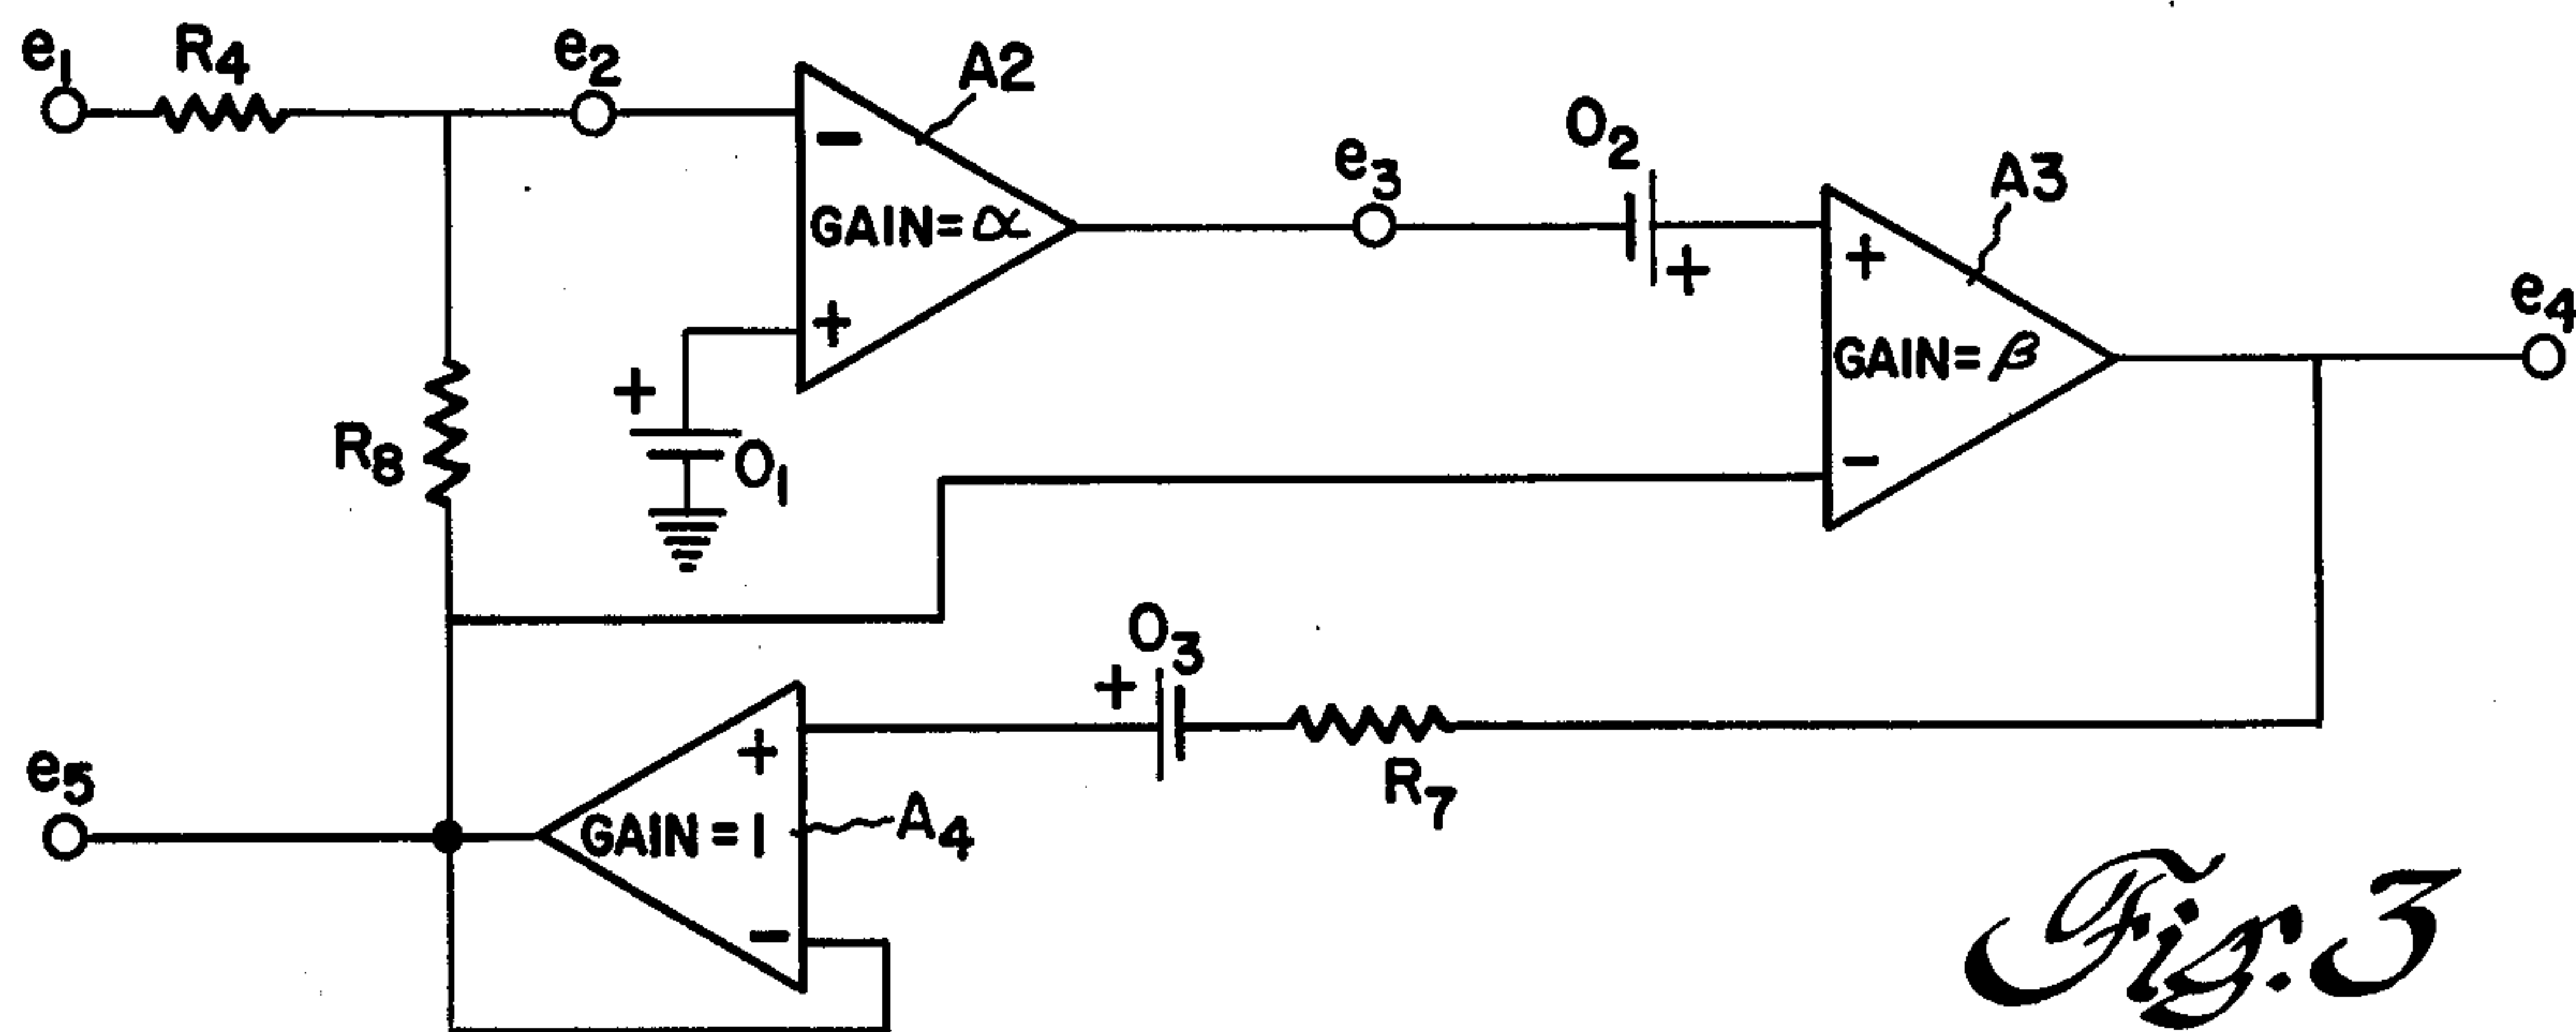 e1
R4
e2
A2
−
GAIN=α
+
+
O1
e3
O2
+
A3
+
GAIN=β
−
e4
R8
O3
+
R7
e5
+
GAIN=1
A4
−
Fig. 3